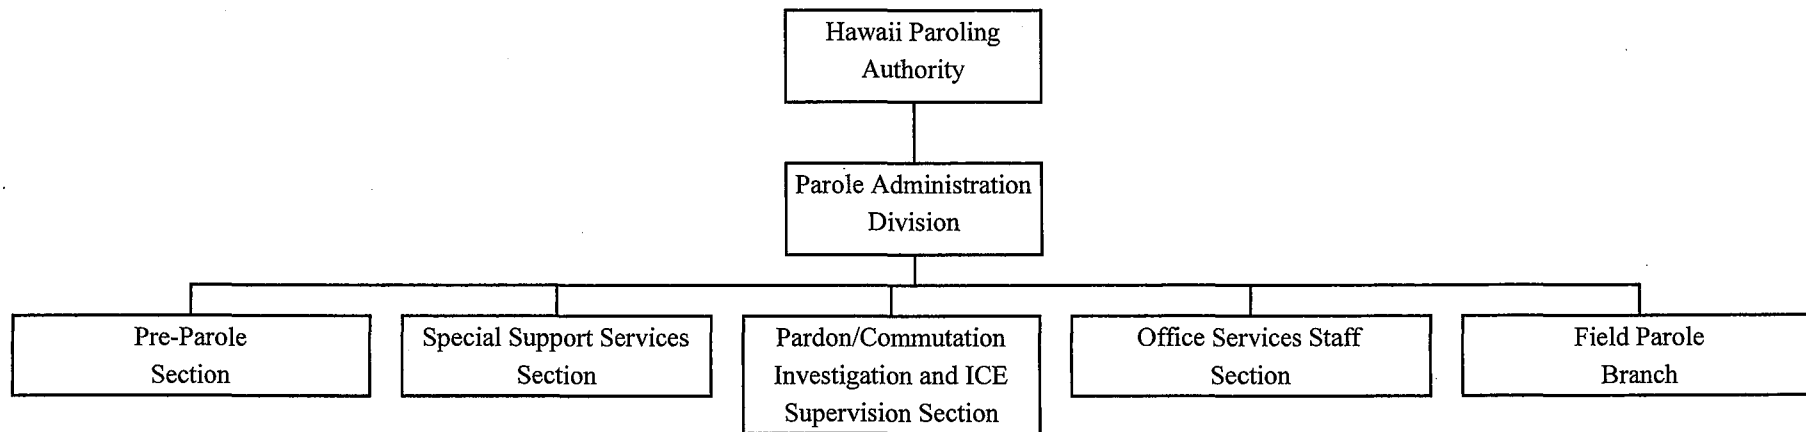 Hawaii Paroling
Authority
Parole Administration
Division
Pre-Parole
Section
Special Support Services
Section
Pardon/Commutation
Investigation and ICE
Supervision Section
Office Services Staff
Section
Field Parole
Branch